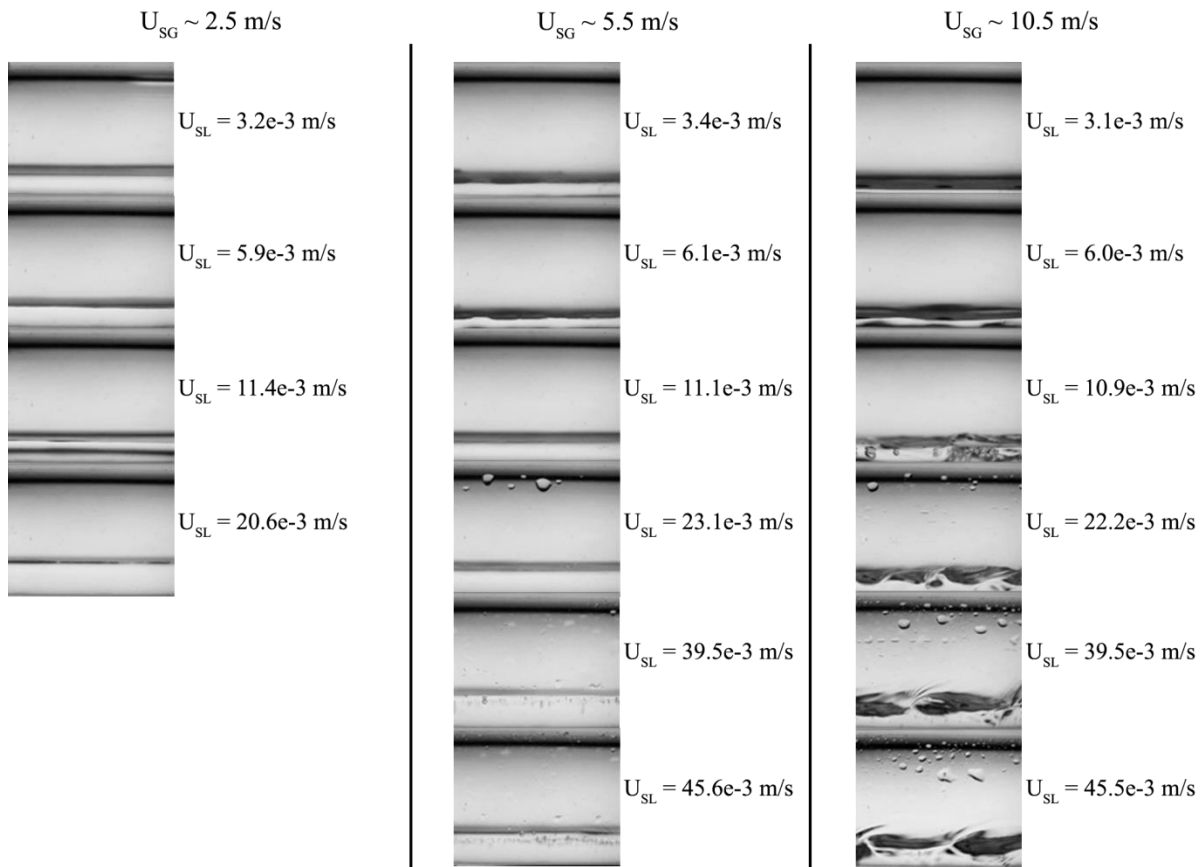 U_SG ~ 2.5 m/s
U_SL = 3.2e-3 m/s
U_SL = 5.9e-3 m/s
U_SL = 11.4e-3 m/s
U_SL = 20.6e-3 m/s
U_SG ~ 5.5 m/s
U_SL = 3.4e-3 m/s
U_SL = 6.1e-3 m/s
U_SL = 11.1e-3 m/s
U_SL = 23.1e-3 m/s
U_SL = 39.5e-3 m/s
U_SL = 45.6e-3 m/s
U_SG ~ 10.5 m/s
U_SL = 3.1e-3 m/s
U_SL = 6.0e-3 m/s
U_SL = 10.9e-3 m/s
U_SL = 22.2e-3 m/s
U_SL = 39.5e-3 m/s
U_SL = 45.5e-3 m/s